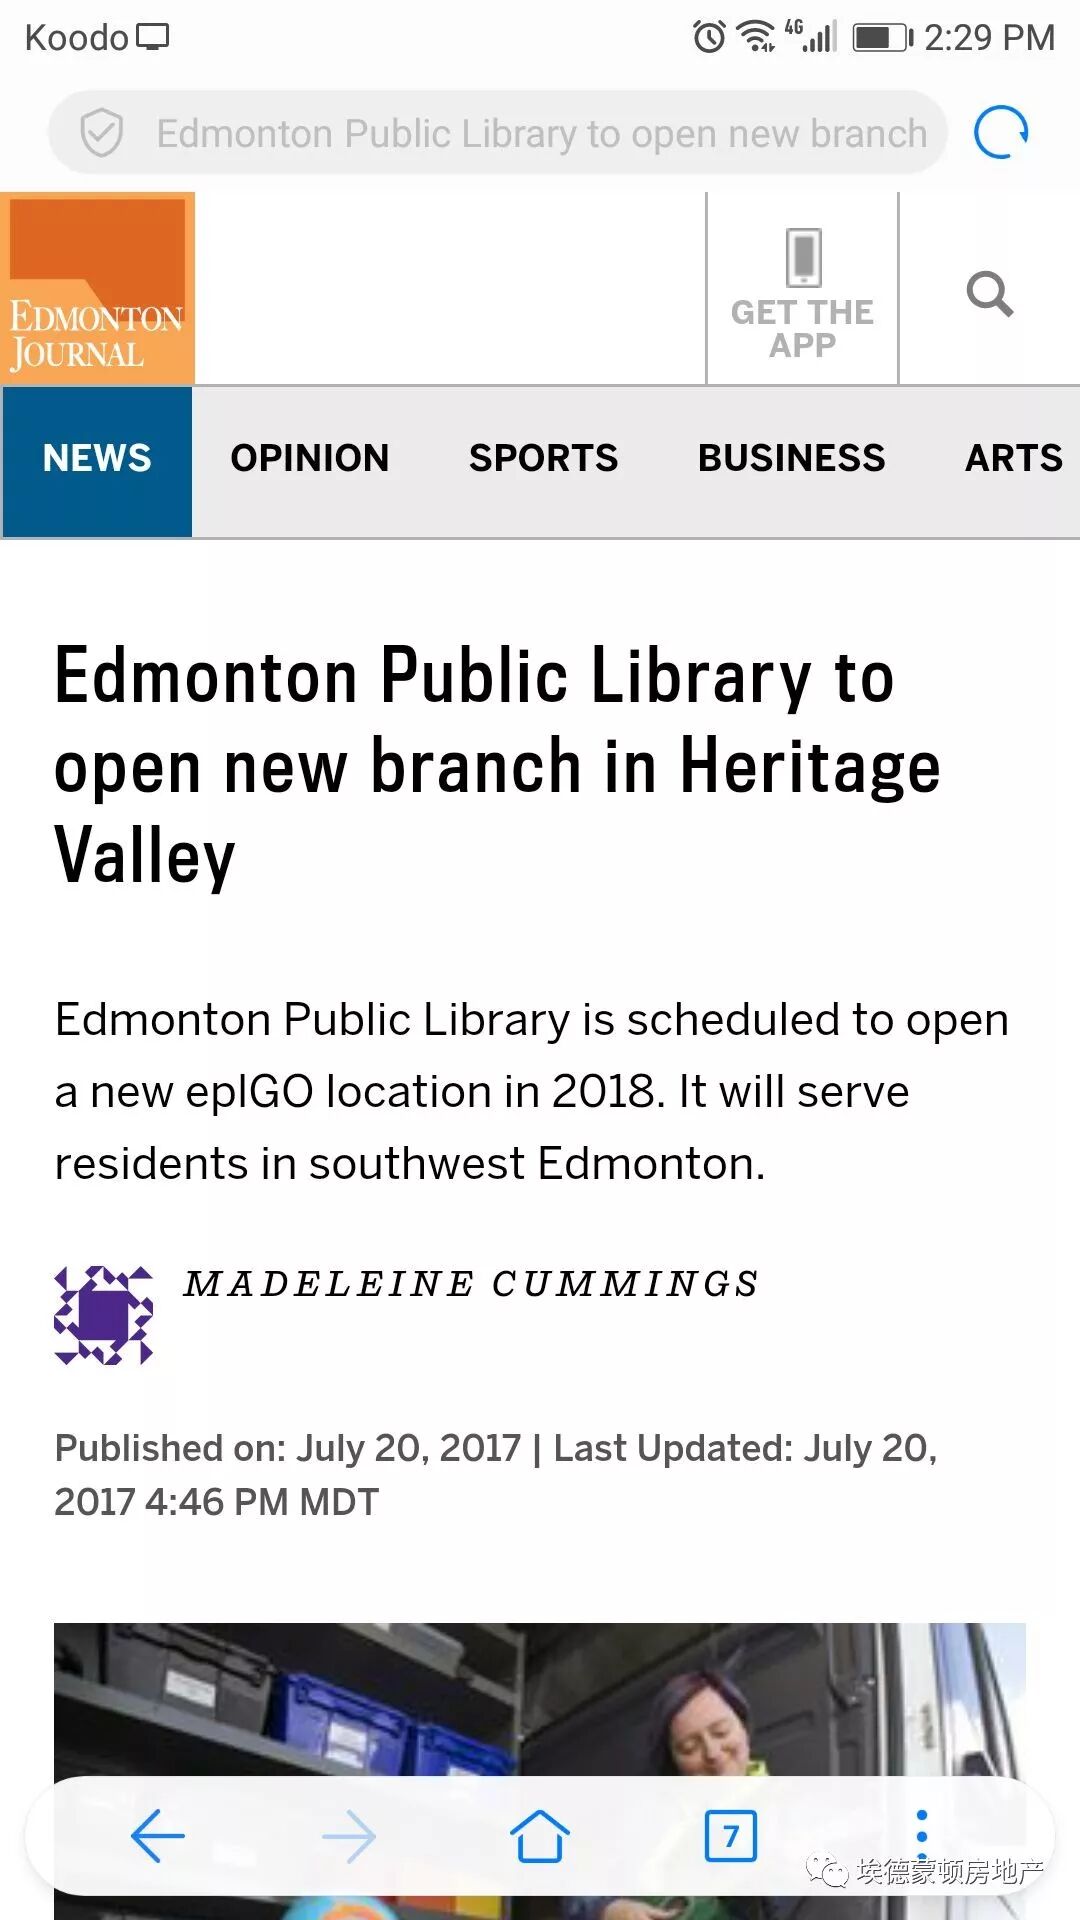 Koodo 4G 2:29 PM
Edmonton Public Library to open new branch
EDMONTON
JOURNAL
GET THE
APP
NEWS OPINION SPORTS BUSINESS ARTS
Edmonton Public Library to
open new branch in Heritage
Valley
Edmonton Public Library is scheduled to open
a new eplGO location in 2018. It will serve
residents in southwest Edmonton.
MADELEINE CUMMINGS
Published on: July 20, 2017 | Last Updated: July 20,
2017 4:46 PM MDT
7
埃德蒙顿房地产